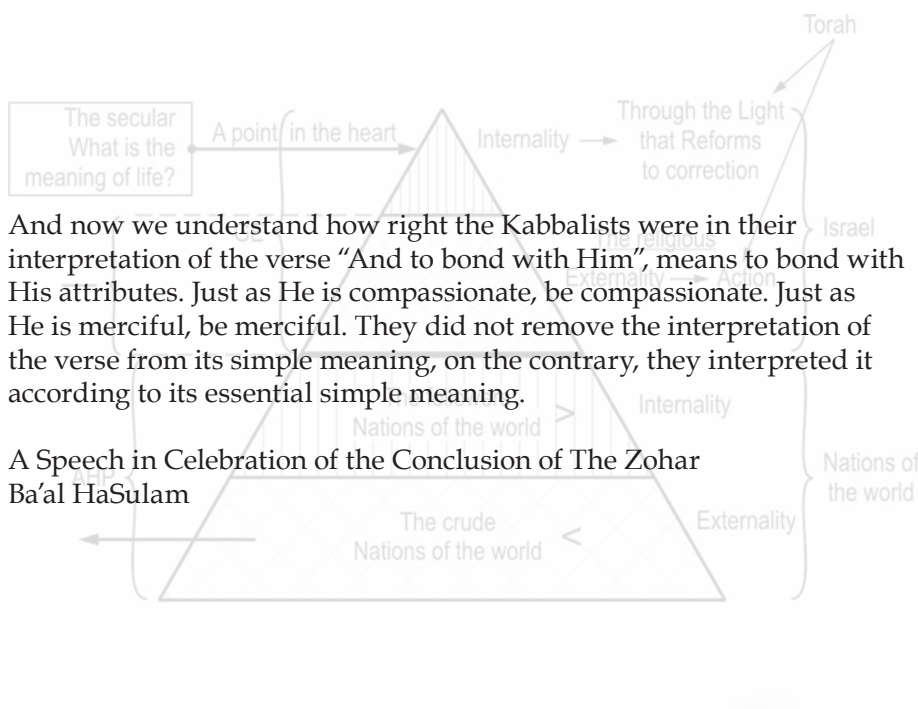 Torah
The secular
What is the
meaning of life?
A point in the heart
Internality
Through the Light
that Reforms
to correction
And now we understand how right the Kabbalists were in their
interpretation of the verse “And to bond with Him”, means to bond with
His attributes. Just as He is compassionate, be compassionate. Just as
He is merciful, be merciful. They did not remove the interpretation of
the verse from its simple meaning, on the contrary, they interpreted it
according to its essential simple meaning.
A Speech in Celebration of the Conclusion of The Zohar
Ba’al HaSulam
GE
The religious
Externality
Action
Israel
Nations of the world
>
Internality
AHP
The crude
Nations of the world
<
Externality
Nations of
the world